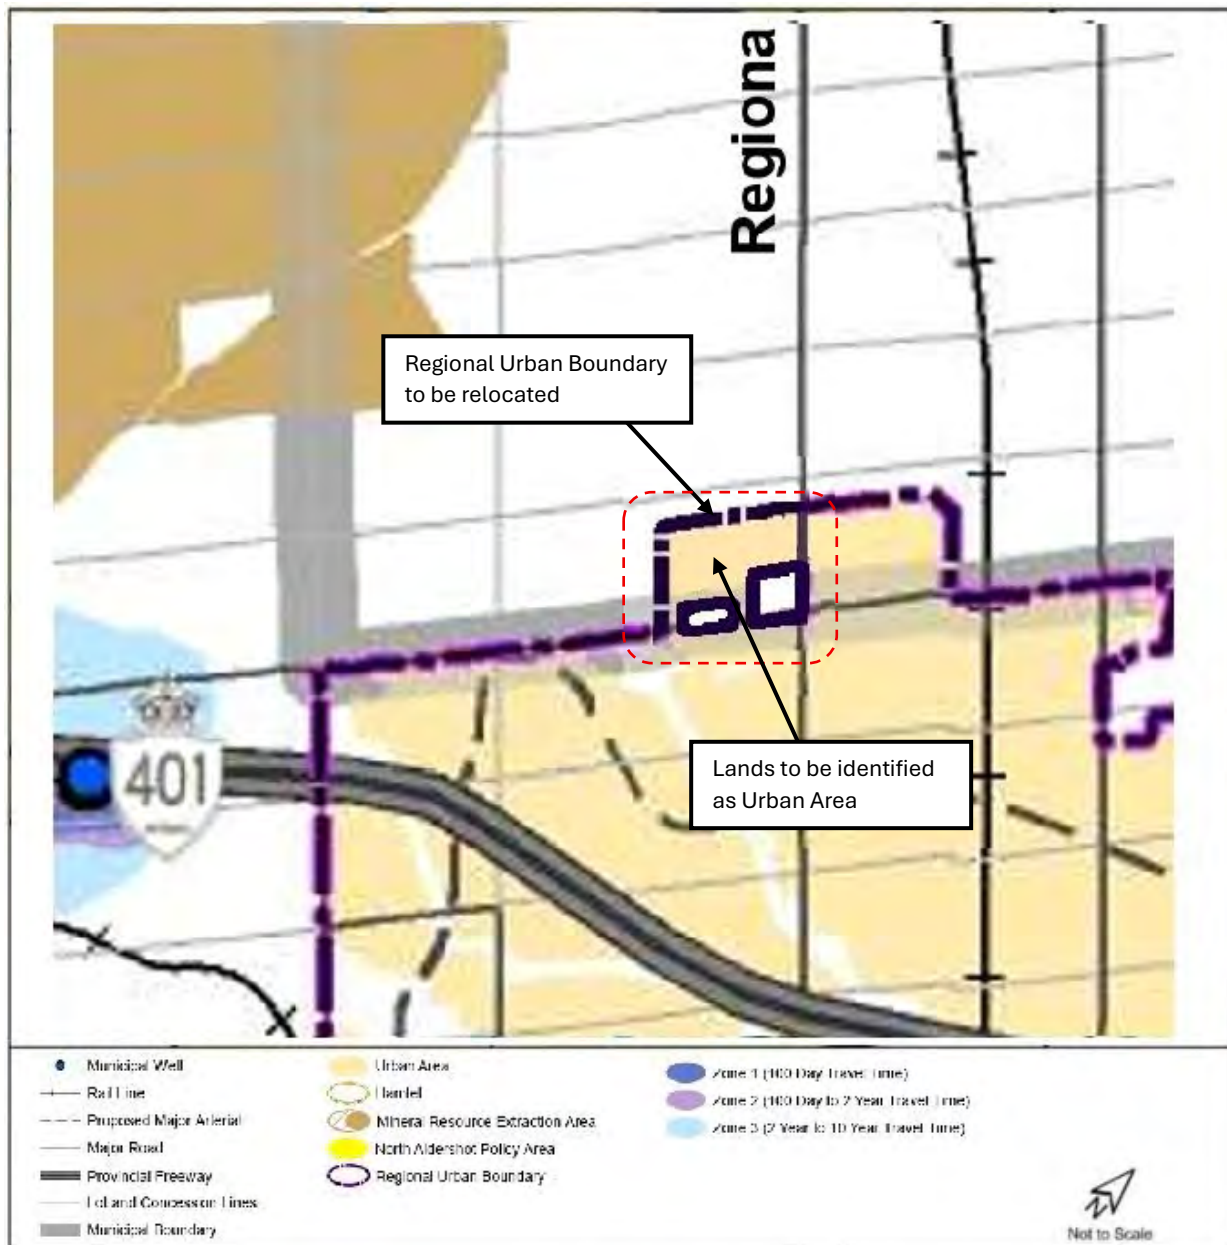 Regiona
Regional Urban Boundary
to be relocated
Lands to be identified
as Urban Area
401
Municipal Well
Rail Line
Proposed Major Arterial
Major Road
Provincial Freeway
Lot and Concession Lines
Municipal Boundary
Urban Area
Hamlet
Mineral Resource Extraction Area
North Aldershot Policy Area
Regional Urban Boundary
Zone 1 (100 Day Travel Time)
Zone 2 (100 Day to 2 Year Travel Time)
Zone 3 (2 Year to 10 Year Travel Time)
Not to Scale